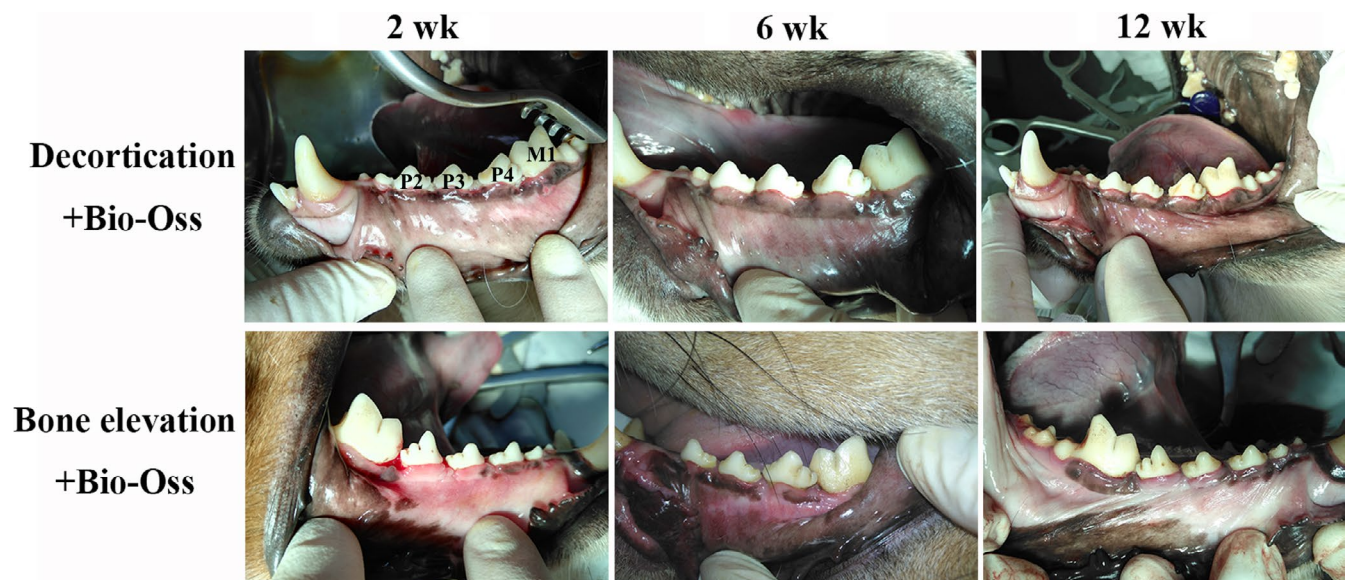 2 wk 6 wk 12 wk
Decortication
+Bio-Oss
P2 P3 P4 M1
Bone elevation
+Bio-Oss